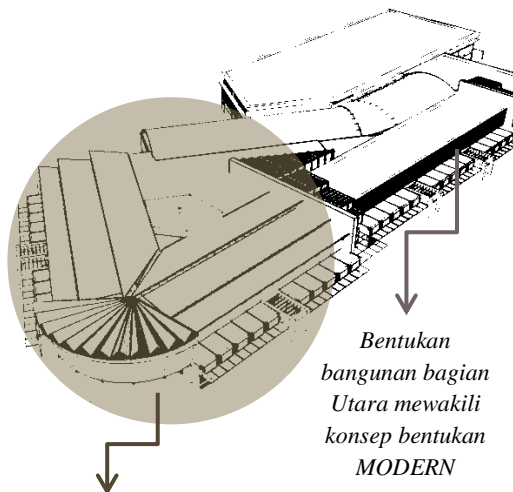 Bentukan
bangunan bagian
Utara mewakili
konsep bentukan
MODERN